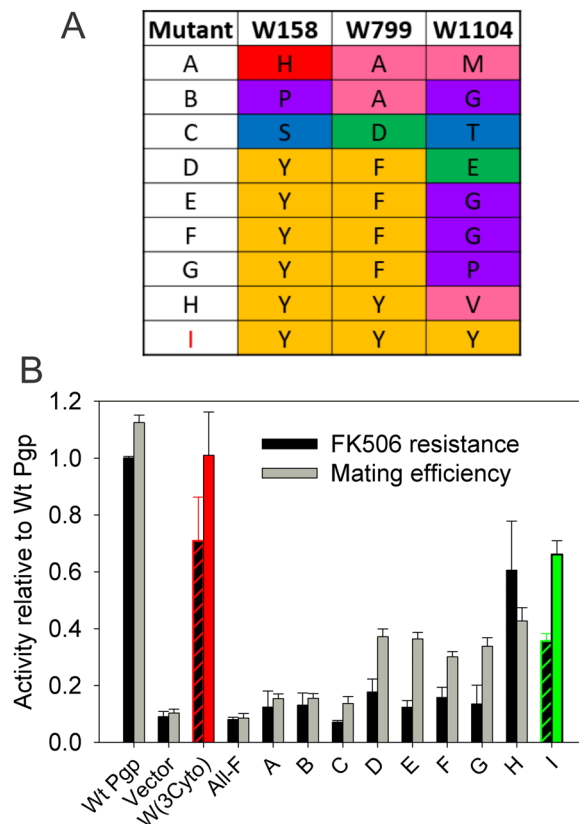 A
Mutant W158 W799 W1104
A H A M
B P A G
C S D T
D Y F E
E Y F G
F Y F G
G Y F P
H Y Y V
I Y Y Y
B
Activity relative to Wt Pgp
1.2
1.0
0.8
0.6
0.4
0.2
0.0
FK506 resistance
Mating efficiency
Wt Pgp
Vector
W(3Cyto)
All-F
A
B
C
D
E
F
G
H
I